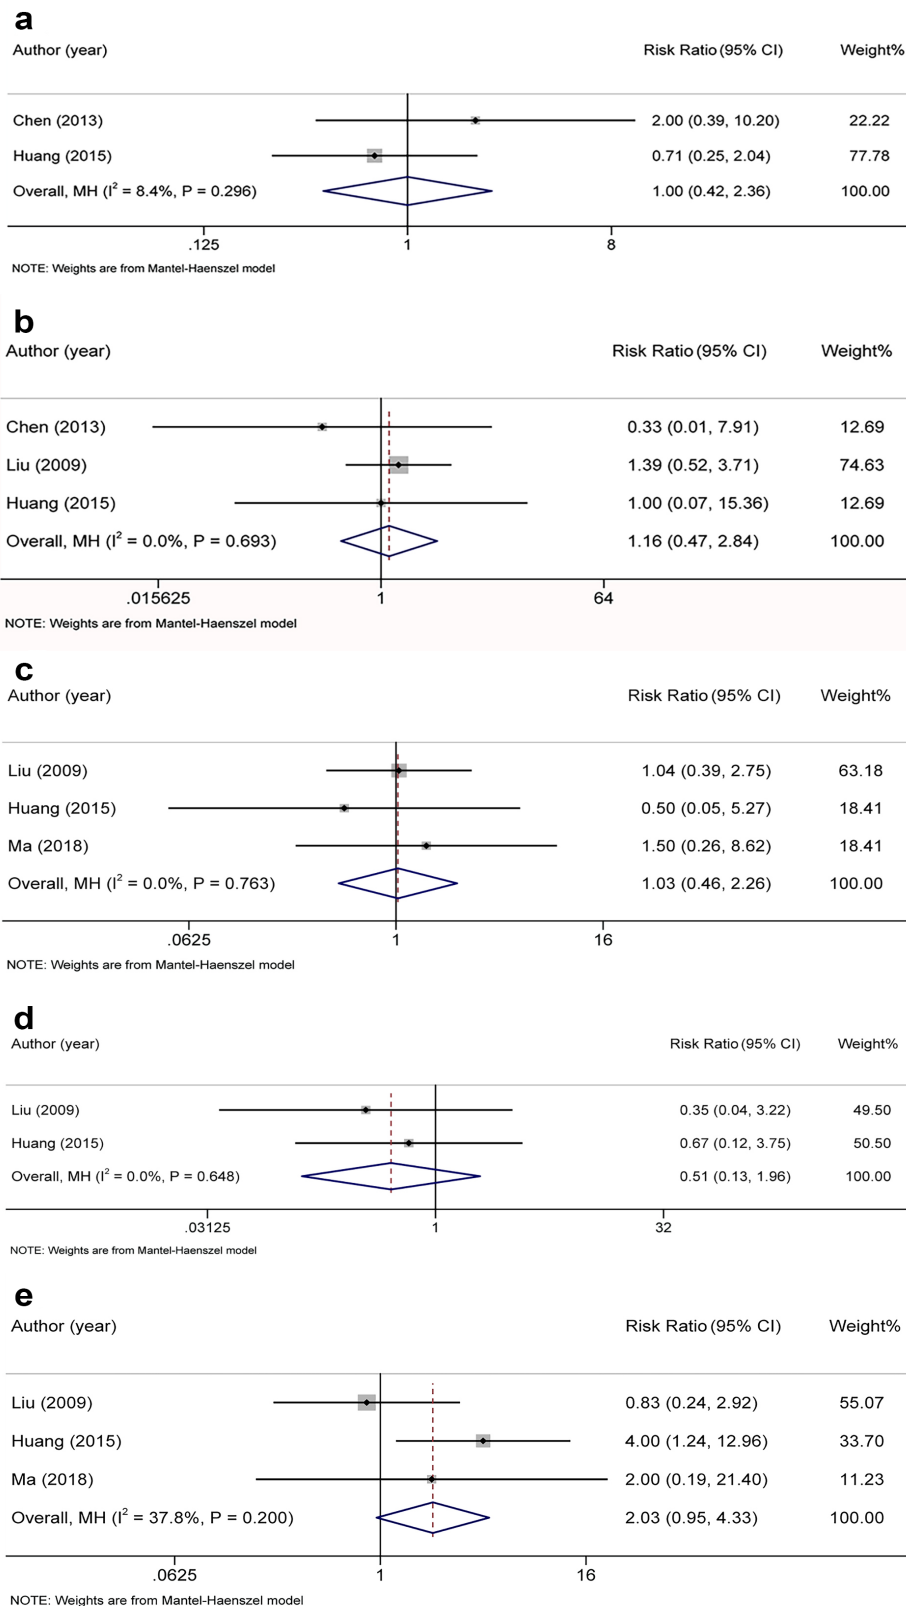 a
Author (year) Risk Ratio (95% CI) Weight%
Chen (2013) 2.00 (0.39, 10.20) 22.22
Huang (2015) 0.71 (0.25, 2.04) 77.78
Overall, MH (I² = 8.4%, P = 0.296) 1.00 (0.42, 2.36) 100.00
.125 1 8
NOTE: Weights are from Mantel-Haenszel model
b
Author (year) Risk Ratio (95% CI) Weight%
Chen (2013) 0.33 (0.01, 7.91) 12.69
Liu (2009) 1.39 (0.52, 3.71) 74.63
Huang (2015) 1.00 (0.07, 15.36) 12.69
Overall, MH (I² = 0.0%, P = 0.693) 1.16 (0.47, 2.84) 100.00
.015625 1 64
NOTE: Weights are from Mantel-Haenszel model
c
Author (year) Risk Ratio (95% CI) Weight%
Liu (2009) 1.04 (0.39, 2.75) 63.18
Huang (2015) 0.50 (0.05, 5.27) 18.41
Ma (2018) 1.50 (0.26, 8.62) 18.41
Overall, MH (I² = 0.0%, P = 0.763) 1.03 (0.46, 2.26) 100.00
.0625 1 16
NOTE: Weights are from Mantel-Haenszel model
d
Author (year) Risk Ratio (95% CI) Weight%
Liu (2009) 0.35 (0.04, 3.22) 49.50
Huang (2015) 0.67 (0.12, 3.75) 50.50
Overall, MH (I² = 0.0%, P = 0.648) 0.51 (0.13, 1.96) 100.00
.03125 1 32
NOTE: Weights are from Mantel-Haenszel model
e
Author (year) Risk Ratio (95% CI) Weight%
Liu (2009) 0.83 (0.24, 2.92) 55.07
Huang (2015) 4.00 (1.24, 12.96) 33.70
Ma (2018) 2.00 (0.19, 21.40) 11.23
Overall, MH (I² = 37.8%, P = 0.200) 2.03 (0.95, 4.33) 100.00
.0625 1 16
NOTE: Weights are from Mantel-Haenszel model